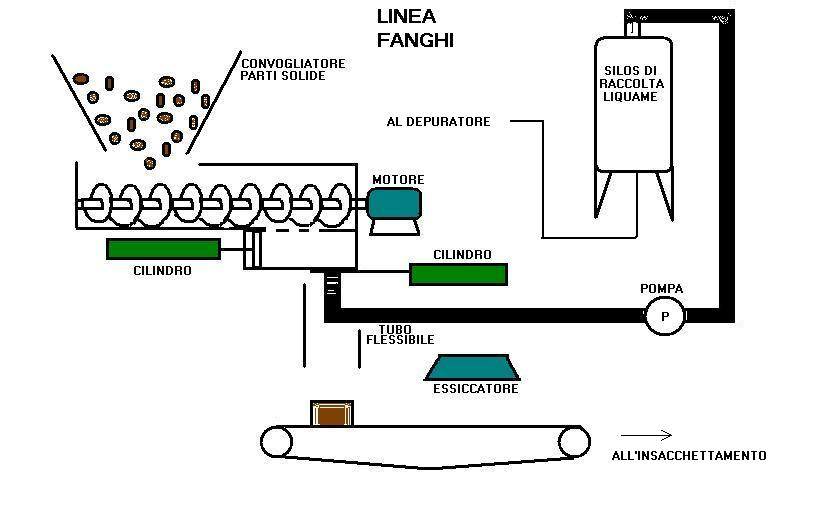 LINEA
FANGHI
CONVOGLIATORE
PARTI SOLIDE
SILOS DI
RACCOLTA
LIQUAME
AL DEPURATORE
MOTORE
CILINDRO
CILINDRO
POMPA
P
TUBO
FLESSIBILE
ESSICCATORE
ALL'INSACCHETTAMENTO